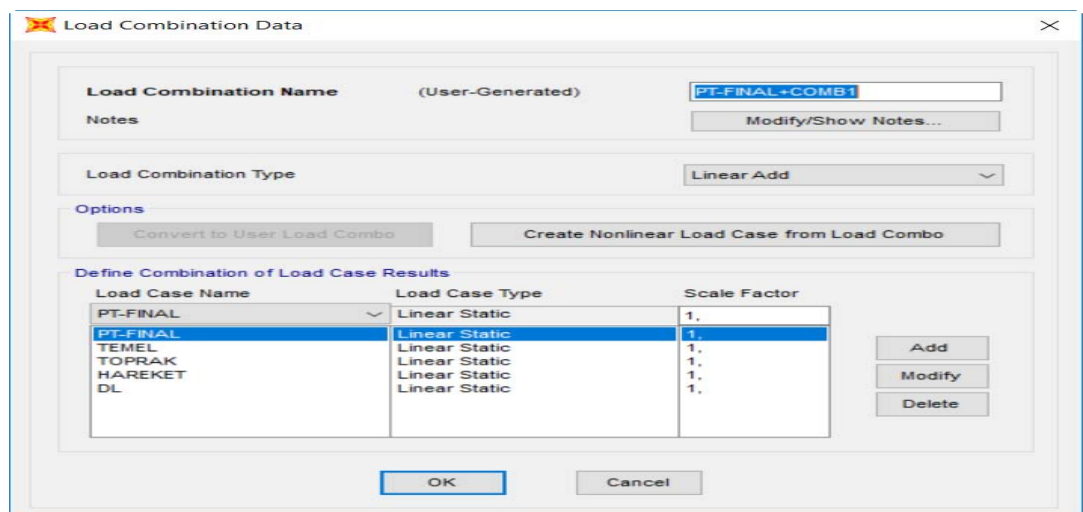 Load Combination Data
Load Combination Name (User-Generated) PT-FINAL+COMB1
Notes Modify/Show Notes...
Load Combination Type Linear Add
Options
Convert to User Load Combo Create Nonlinear Load Case from Load Combo
Define Combination of Load Case Results
Load Case Name Load Case Type Scale Factor
PT-FINAL Linear Static 1,
PT-FINAL Linear Static 1,
TEMEL Linear Static 1,
TOPRAK Linear Static 1,
HAREKET Linear Static 1,
DL Linear Static 1,
Add
Modify
Delete
OK Cancel